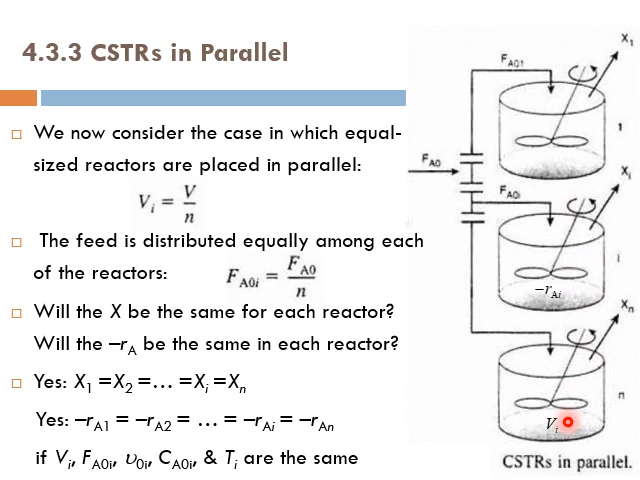 4.3.3 CSTRs in Parallel
We now consider the case in which equal-
sized reactors are placed in parallel:
V_i = V/n
The feed is distributed equally among each
of the reactors: F_A0i = F_A0/n
Will the X be the same for each reactor?
Will the –r_A be the same in each reactor?
Yes: X_1 =X_2 =… =X_i =X_n
Yes: –r_A1 = –r_A2 = … = –r_Ai = –r_An
if V_i, F_A0i, υ_0i, C_A0i, & T_i are the same
X_1
F_A01
1
F_A0
X_i
F_A0i
i
–r_Ai
X_n
n
V_i
CSTRs in parallel.